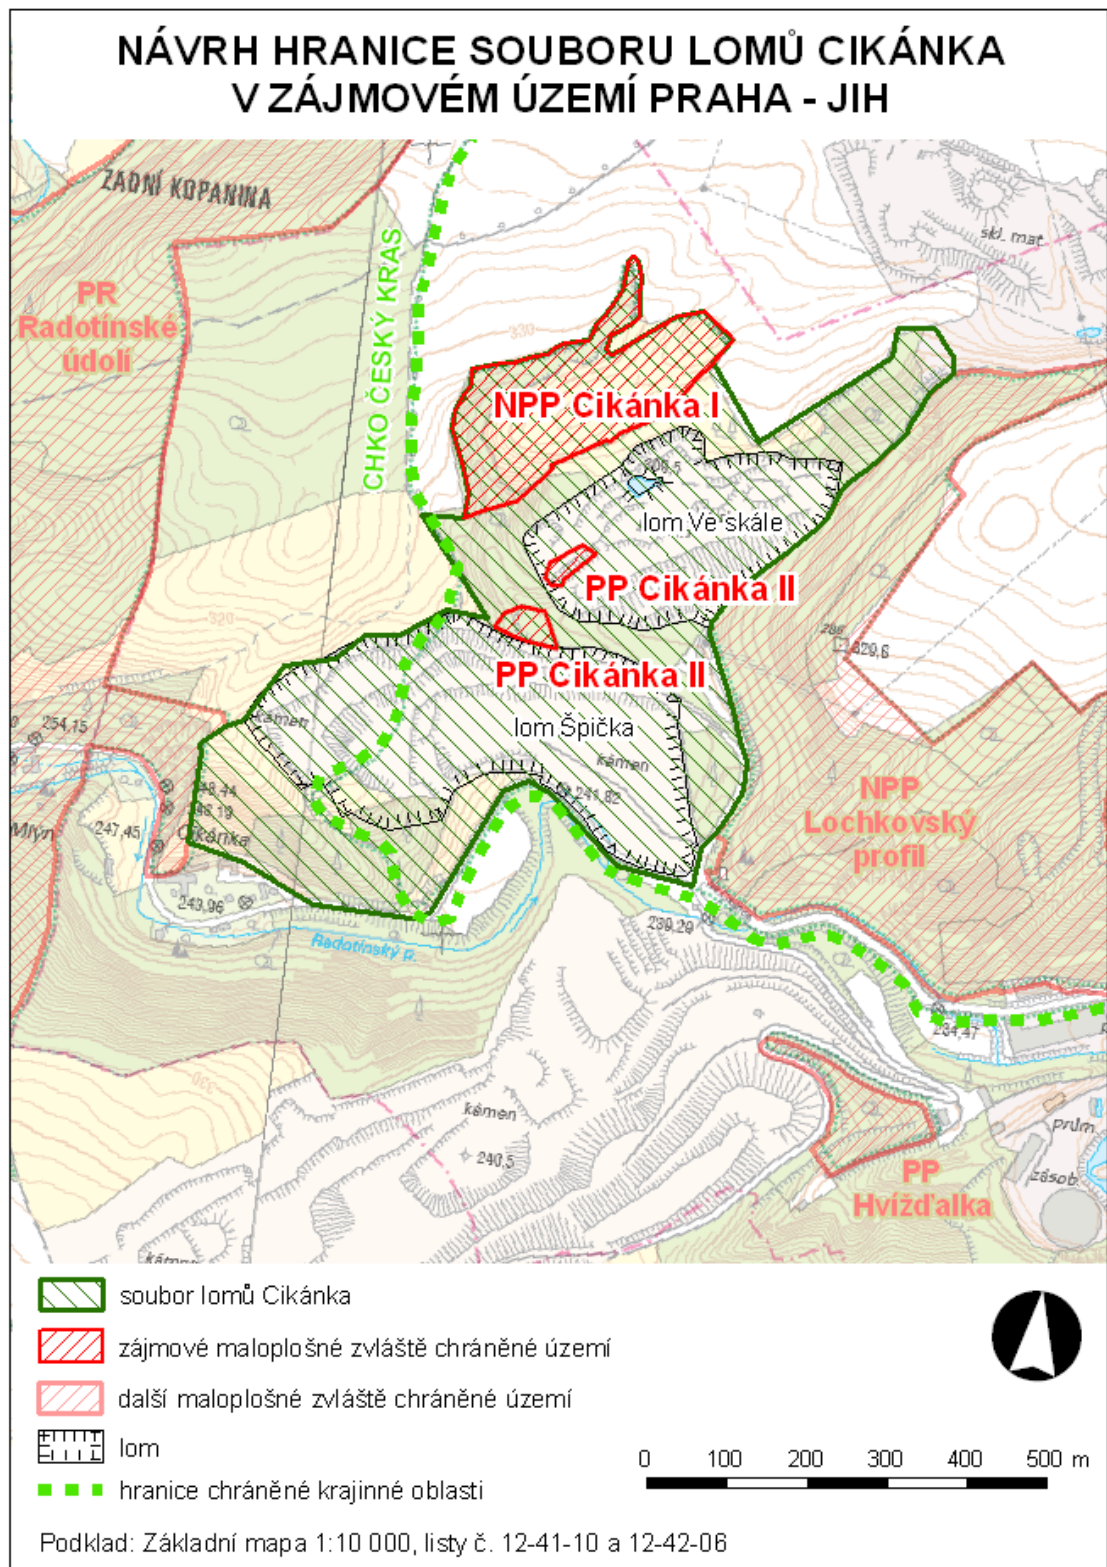 NÁVRH HRANICE SOUBORU LOMŮ CIKÁNKA
V ZÁJMOVÉM ÚZEMÍ PRAHA - JIH
ZADNÍ KOPANINA
skl. mat.
CHKO ČESKÝ KRAS
PR
Radotínské
údolí
330
NPP Cikánka I
lom Ve skále
PP Cikánka II
320
329,6
PP Cikánka II
kámen
lom Špička
254,15
kámen
241,82
NPP
Lochkovský
profil
Mlýn
247,45
Cikánka
243,96
239,29
Radotínský p.
234,47
330
kámen
240,5
prům.
zásob.
PP
Hvížďalka
soubor lomů Cikánka
zájmové maloplošné zvláště chráněné území
další maloplošné zvláště chráněné území
lom
0 100 200 300 400 500 m
hranice chráněné krajinné oblasti
Podklad: Základní mapa 1:10 000, listy č. 12-41-10 a 12-42-06